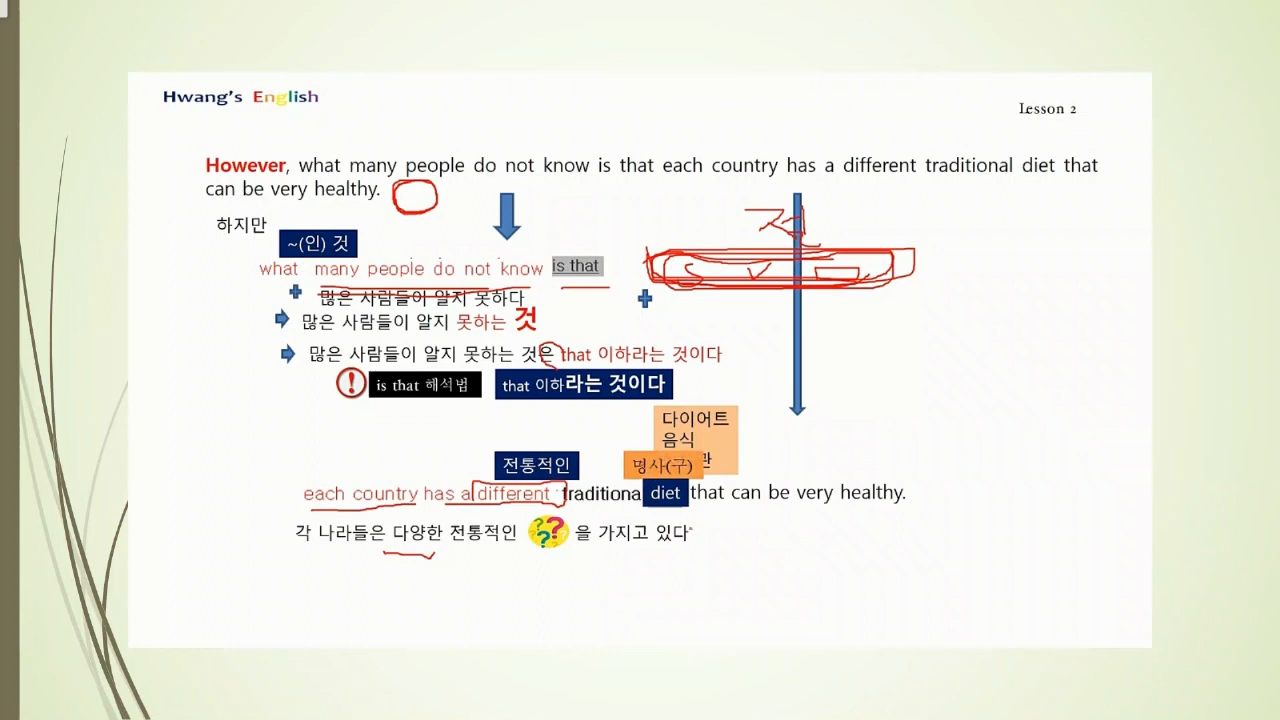 Hwang's English
Lesson 2
However, what many people do not know is that each country has a different traditional diet that
can be very healthy.
하지만
~(인) 것
what many people do not know is that
많은 사람들이 알지 못하다
많은 사람들이 알지 못하는 것
많은 사람들이 알지 못하는 것은 that 이하라는 것이다
is that 해석법 that 이하라는 것이다
다이어트
음식
전통적인 명사(구)
each country has a different traditiona diet that can be very healthy.
각 나라들은 다양한 전통적인 을 가지고 있다